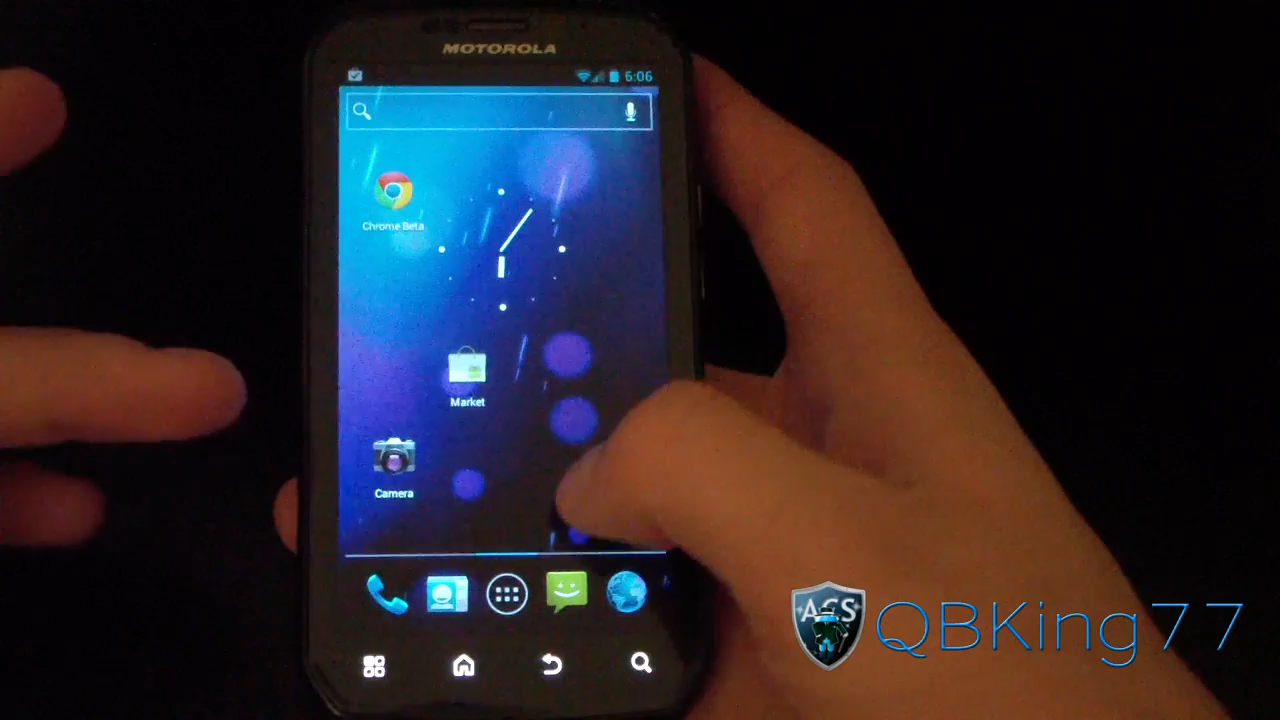 MOTOROLA
6:06
Chrome Beta
Market
Camera
ACS
QBKing77